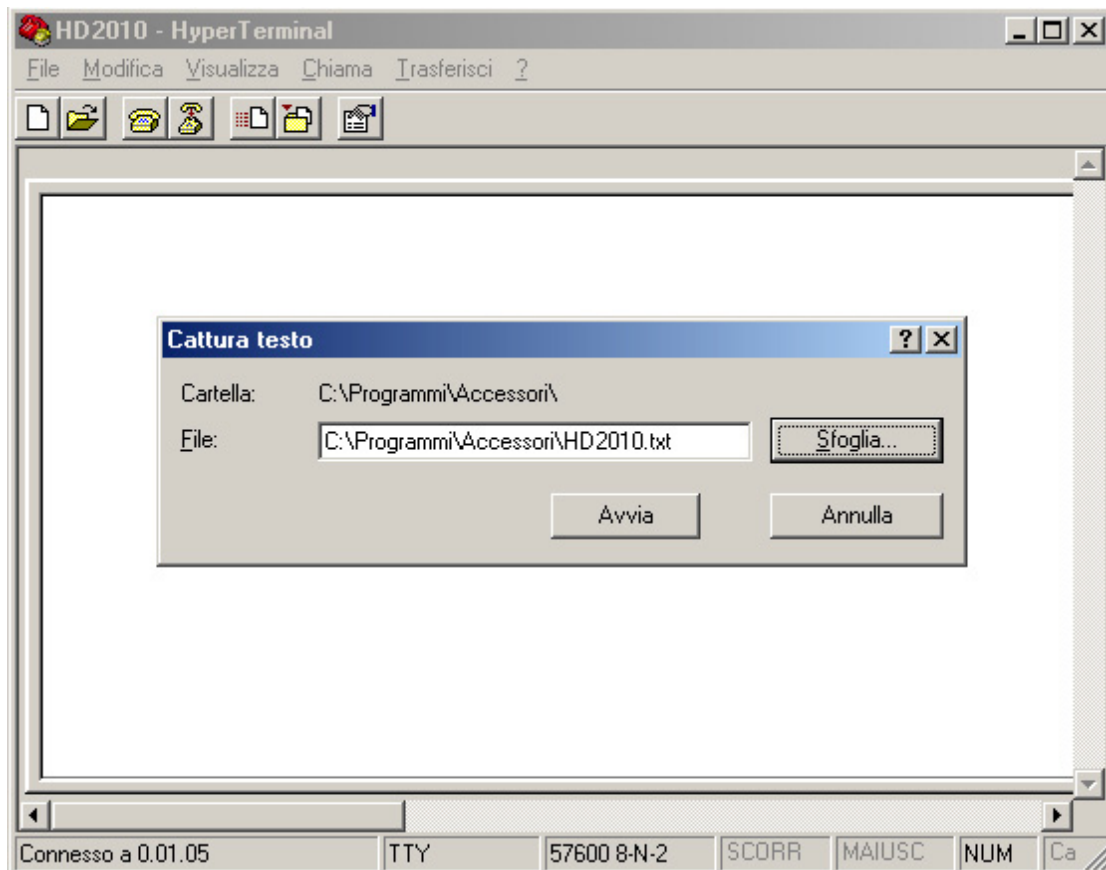 HD2010 - HyperTerminal
File Modifica Visualizza Chiama Trasferisci ?
Cattura testo
Cartella: C:\Programmi\Accessori\
File: C:\Programmi\Accessori\HD2010.txt Sfoglia...
Avvia Annulla
Connesso a 0.01.05 TTY 57600 8-N-2 SCORR MAIUSC NUM Ca